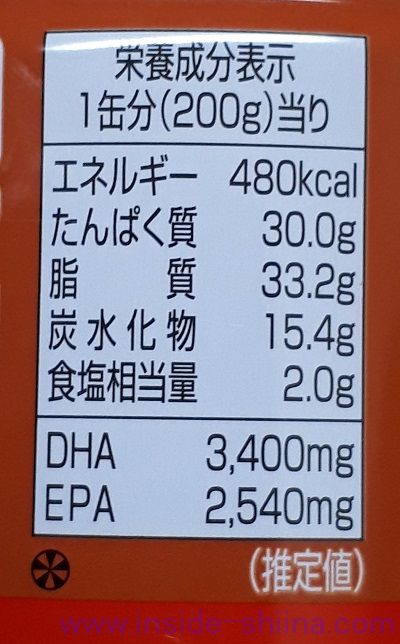 栄養成分表示
1缶分(200g)当り
エネルギー 480kcal
たんぱく質 30.0g
脂質 33.2g
炭水化物 15.4g
食塩相当量 2.0g
DHA 3,400mg
EPA 2,540mg
(推定値)
www.inside-shiina.com